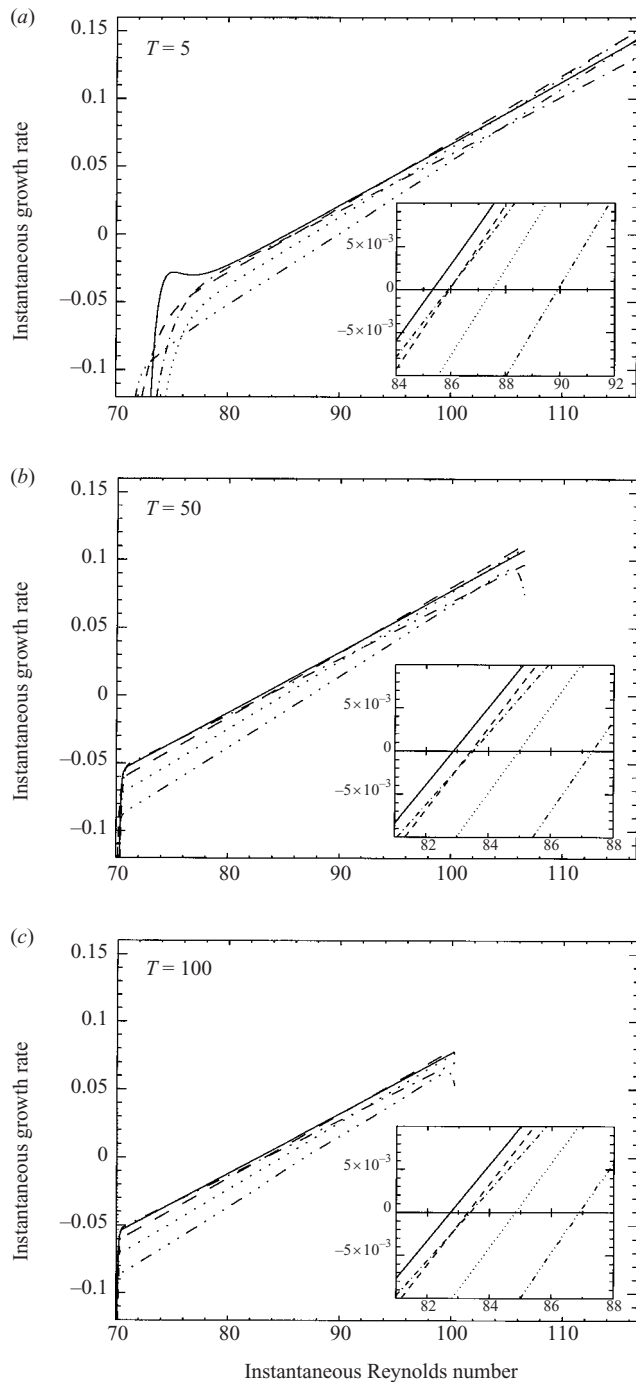 (a)
0.15
T = 5
0.10
0.05
0
−0.05
−0.1
Instantaneous growth rate
70 80 90 100 110
5×10−3
0
−5×10−3
84 86 88 90 92
(b)
0.15
T = 50
0.1
0.05
0
−0.05
−0.1
Instantaneous growth rate
70 80 90 100 110
5×10−3
0
−5×10−3
82 84 86 88
(c)
0.15
T = 100
0.1
0.05
0
−0.05
−0.1
Instantaneous growth rate
70 80 90 100 110
5×10−3
0
−5×10−3
82 84 86 88
Instantaneous Reynolds number